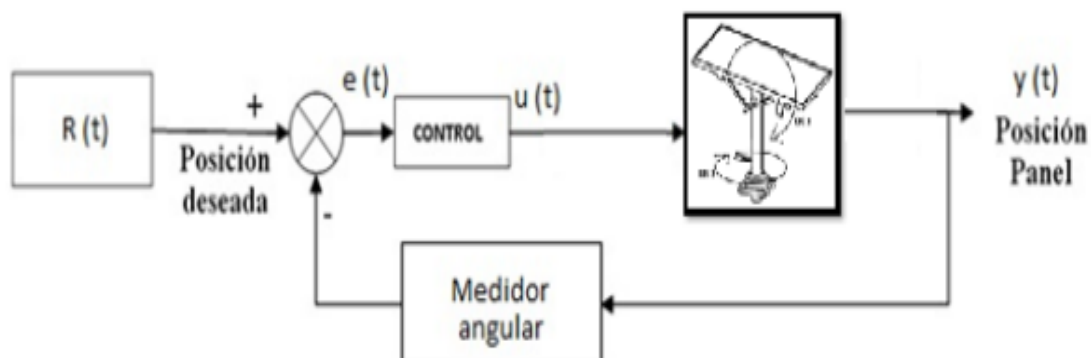 R (t)
+
Posición
deseada
e (t)
CONTROL
u (t)
y (t)
Posición
Panel
-
Medidor
angular